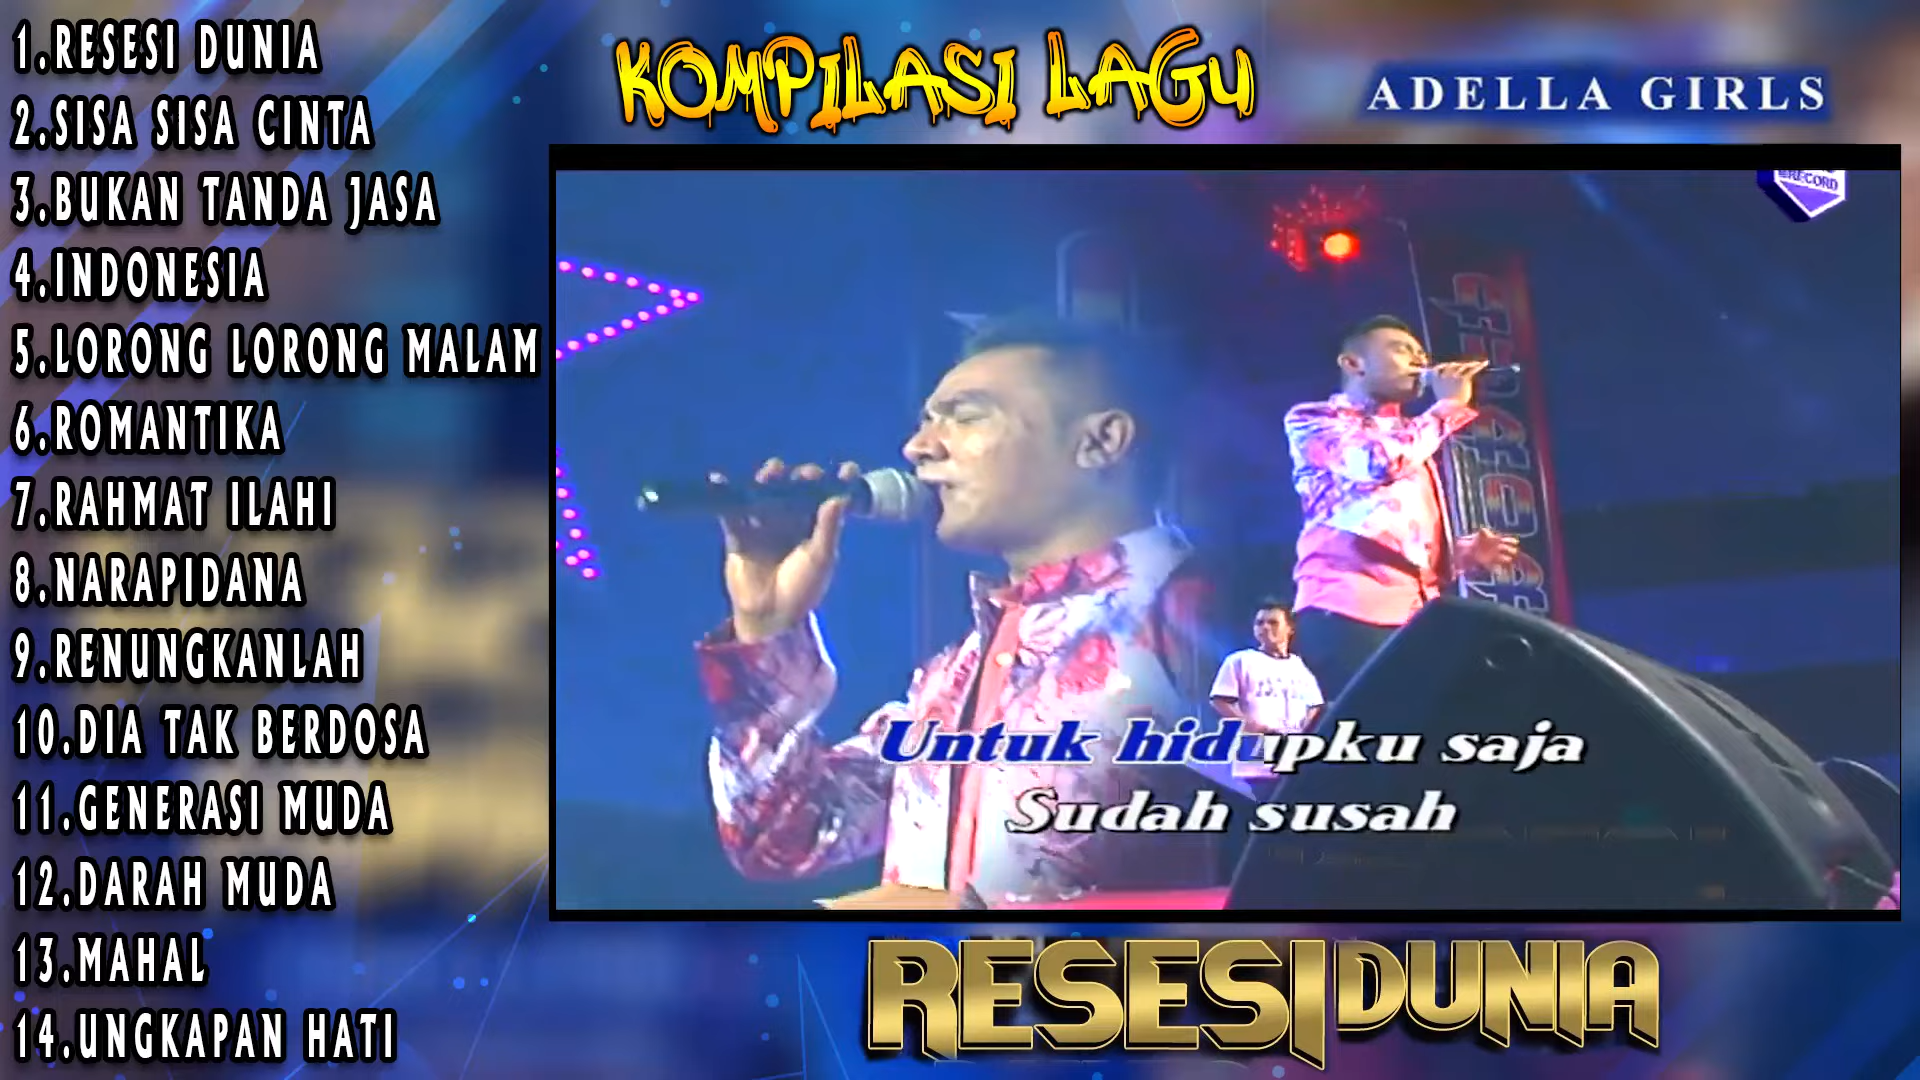 1.RESESI DUNIA
2.SISA SISA CINTA
3.BUKAN TANDA JASA
4.INDONESIA
5.LORONG LORONG MALAM
6.ROMANTIKA
7.RAHMAT ILAHI
8.NARAPIDANA
9.RENUNGKANLAH
10.DIA TAK BERDOSA
11.GENERASI MUDA
12.DARAH MUDA
13.MAHAL
14.UNGKAPAN HATI
KOMPILASI LAGU
ADELLA GIRLS
RECORD
Untuk hidupku saja
Sudah susah
RESESI DUNIA